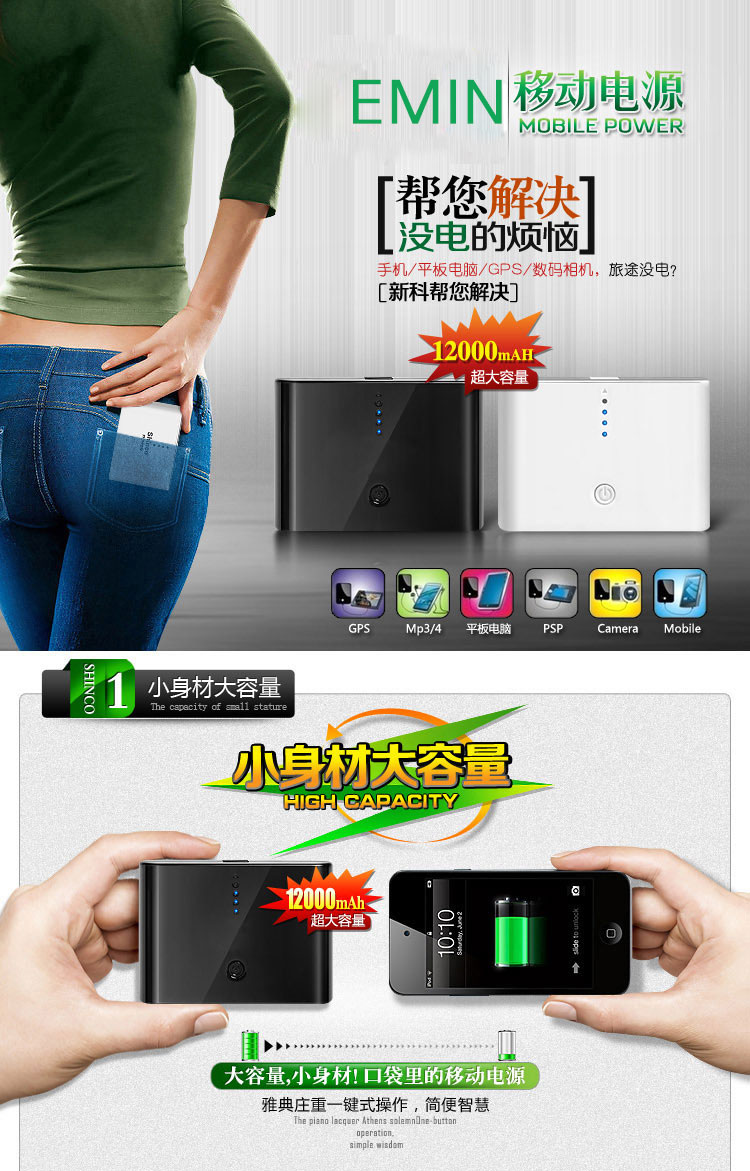 EMIN 移动电源
MOBILE POWER
[帮您解决
没电的烦恼]
手机/平板电脑/GPS/数码相机，旅途没电?
[新科帮您解决]
12000mAH
超大容量
GPS
Mp3/4
平板电脑
PSP
Camera
Mobile
SHINCO
1
小身材大容量
The capacity of small stature
小身材大容量
HIGH CAPACITY
12000mAh
超大容量
iPod
10:10
Saturday, June 2
slide to unlock
大容量,小身材!口袋里的移动电源
雅典庄重一键式操作，简便智慧
The piano lacquer Athens solemn□ne-button
operation,
simple wisdom